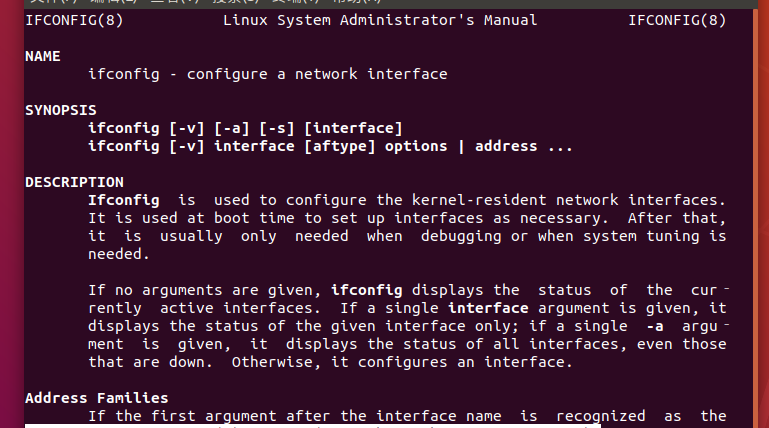 IFCONFIG(8) Linux System Administrator's Manual IFCONFIG(8)
NAME
ifconfig - configure a network interface
SYNOPSIS
ifconfig [-v] [-a] [-s] [interface]
ifconfig [-v] interface [aftype] options | address ...
DESCRIPTION
Ifconfig is used to configure the kernel-resident network interfaces.
It is used at boot time to set up interfaces as necessary. After that,
it is usually only needed when debugging or when system tuning is
needed.
If no arguments are given, ifconfig displays the status of the cur‐
rently active interfaces. If a single interface argument is given, it
displays the status of the given interface only; if a single -a argu‐
ment is given, it displays the status of all interfaces, even those
that are down. Otherwise, it configures an interface.
Address Families
If the first argument after the interface name is recognized as the